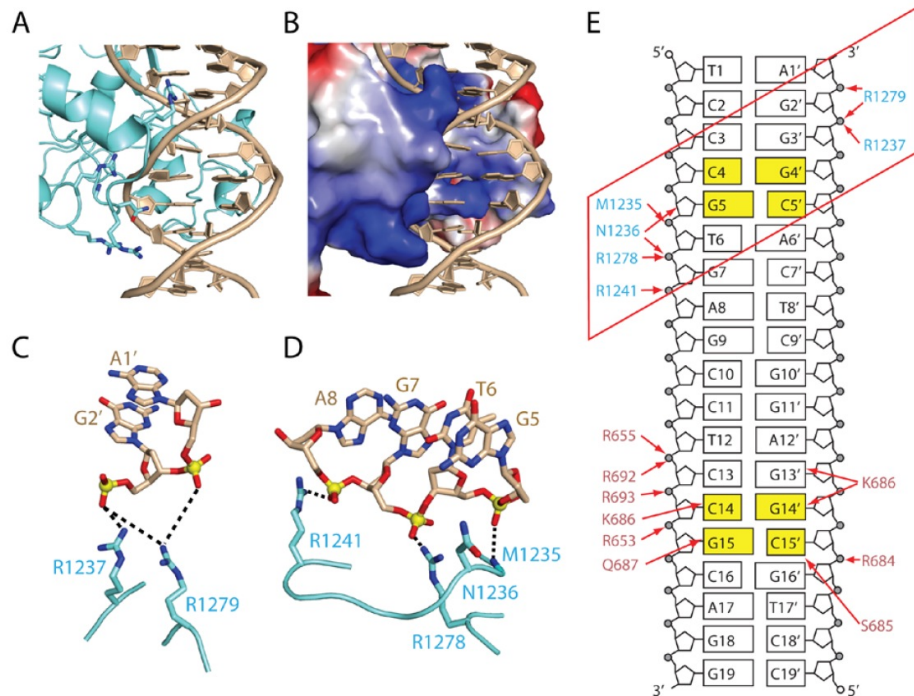 A
B
E
5′
3′
T1
A1′
R1279
C2
G2′
C3
G3′
R1237
C4
G4′
M1235
G5
C5′
N1236
T6
A6′
R1278
G7
C7′
R1241
A8
T8′
G9
C9′
C10
G10′
C11
G11′
R655
T12
A12′
R692
C13
G13′
R693
K686
K686
C14
G14′
R653
Q687
G15
C15′
R684
C16
G16′
S685
A17
T17′
G18
C18′
G19
C19′
3′
5′
C
A1′
G2′
R1237
R1279
D
A8
G7
T6
G5
R1241
M1235
N1236
R1278